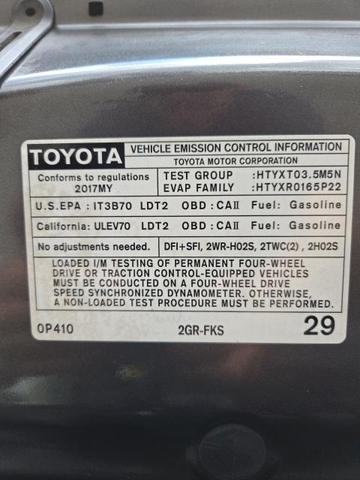 TOYOTA
VEHICLE EMISSION CONTROL INFORMATION
TOYOTA MOTOR CORPORATION
Conforms to regulations
2017MY
TEST GROUP :HTYXT03.5M5N
EVAP FAMILY :HTYXR0165P22
U.S.EPA : IT3B70 LDT2 OBD : CAII Fuel: Gasoline
California: ULEV70 LDT2 OBD : CAII Fuel: Gasoline
No adjustments needed.
DFI+SFI, 2WR-HO2S, 2TWC(2), 2HO2S
LOADED I/M TESTING OF PERMANENT FOUR-WHEEL
DRIVE OR TRACTION CONTROL-EQUIPPED VEHICLES
MUST BE CONDUCTED ON A FOUR-WHEEL DRIVE
SPEED SYNCHRONIZED DYNAMOMETER. OTHERWISE,
A NON-LOADED TEST PROCEDURE MUST BE PERFORMED.
0P410 2GR-FKS 29